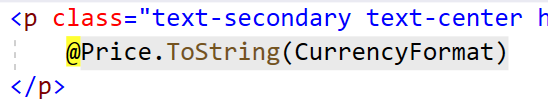 <p class="text-secondary text-center h
@Price.ToString(CurrencyFormat)
</p>